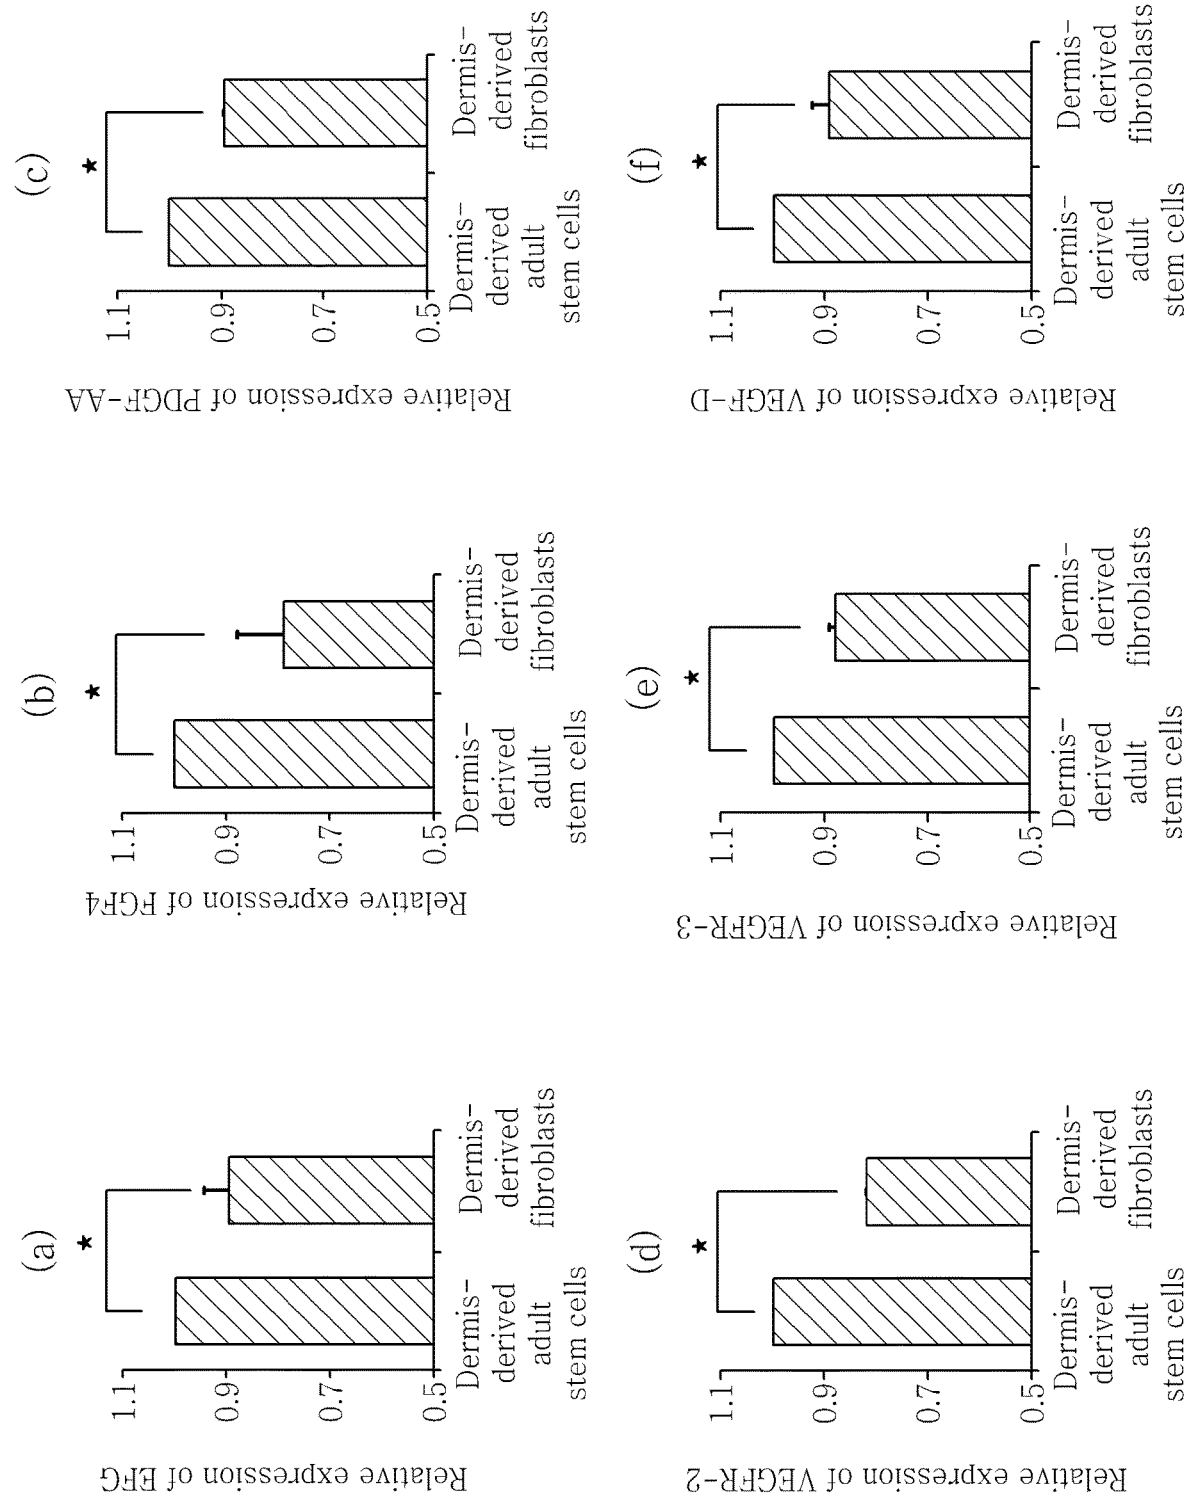 (a)
Relative expression of EFG
1.1
0.9
0.7
0.5
★
Dermis-
derived
adult
stem cells
Dermis-
derived
fibroblasts
(b)
Relative expression of FGF4
1.1
0.9
0.7
0.5
★
Dermis-
derived
adult
stem cells
Dermis-
derived
fibroblasts
(c)
Relative expression of PDGF-AA
1.1
0.9
0.7
0.5
★
Dermis-
derived
adult
stem cells
Dermis-
derived
fibroblasts
(d)
Relative expression of VEGFR-2
1.1
0.9
0.7
0.5
★
Dermis-
derived
adult
stem cells
Dermis-
derived
fibroblasts
(e)
Relative expression of VEGFR-3
1.1
0.9
0.7
0.5
★
Dermis-
derived
adult
stem cells
Dermis-
derived
fibroblasts
(f)
Relative expression of VEGF-D
1.1
0.9
0.7
0.5
★
Dermis-
derived
adult
stem cells
Dermis-
derived
fibroblasts